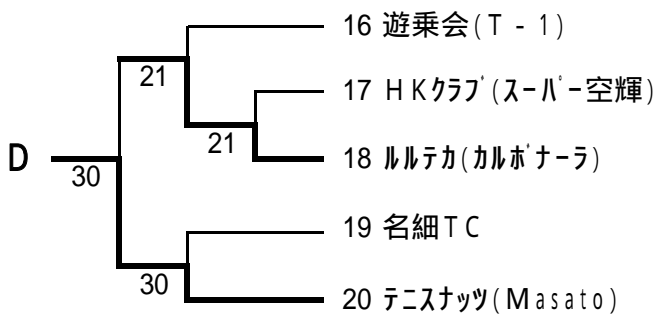 16 遊乗会(T - 1)
21
17 HKｸﾗﾌﾞ(ｽｰﾊﾟｰ空輝)
21
D
18 ﾙﾙﾃｶ(ｶﾙﾎﾞﾅｰﾗ)
30
19 名細TC
30
20 ﾃﾆｽﾅｯﾂ(Masato)